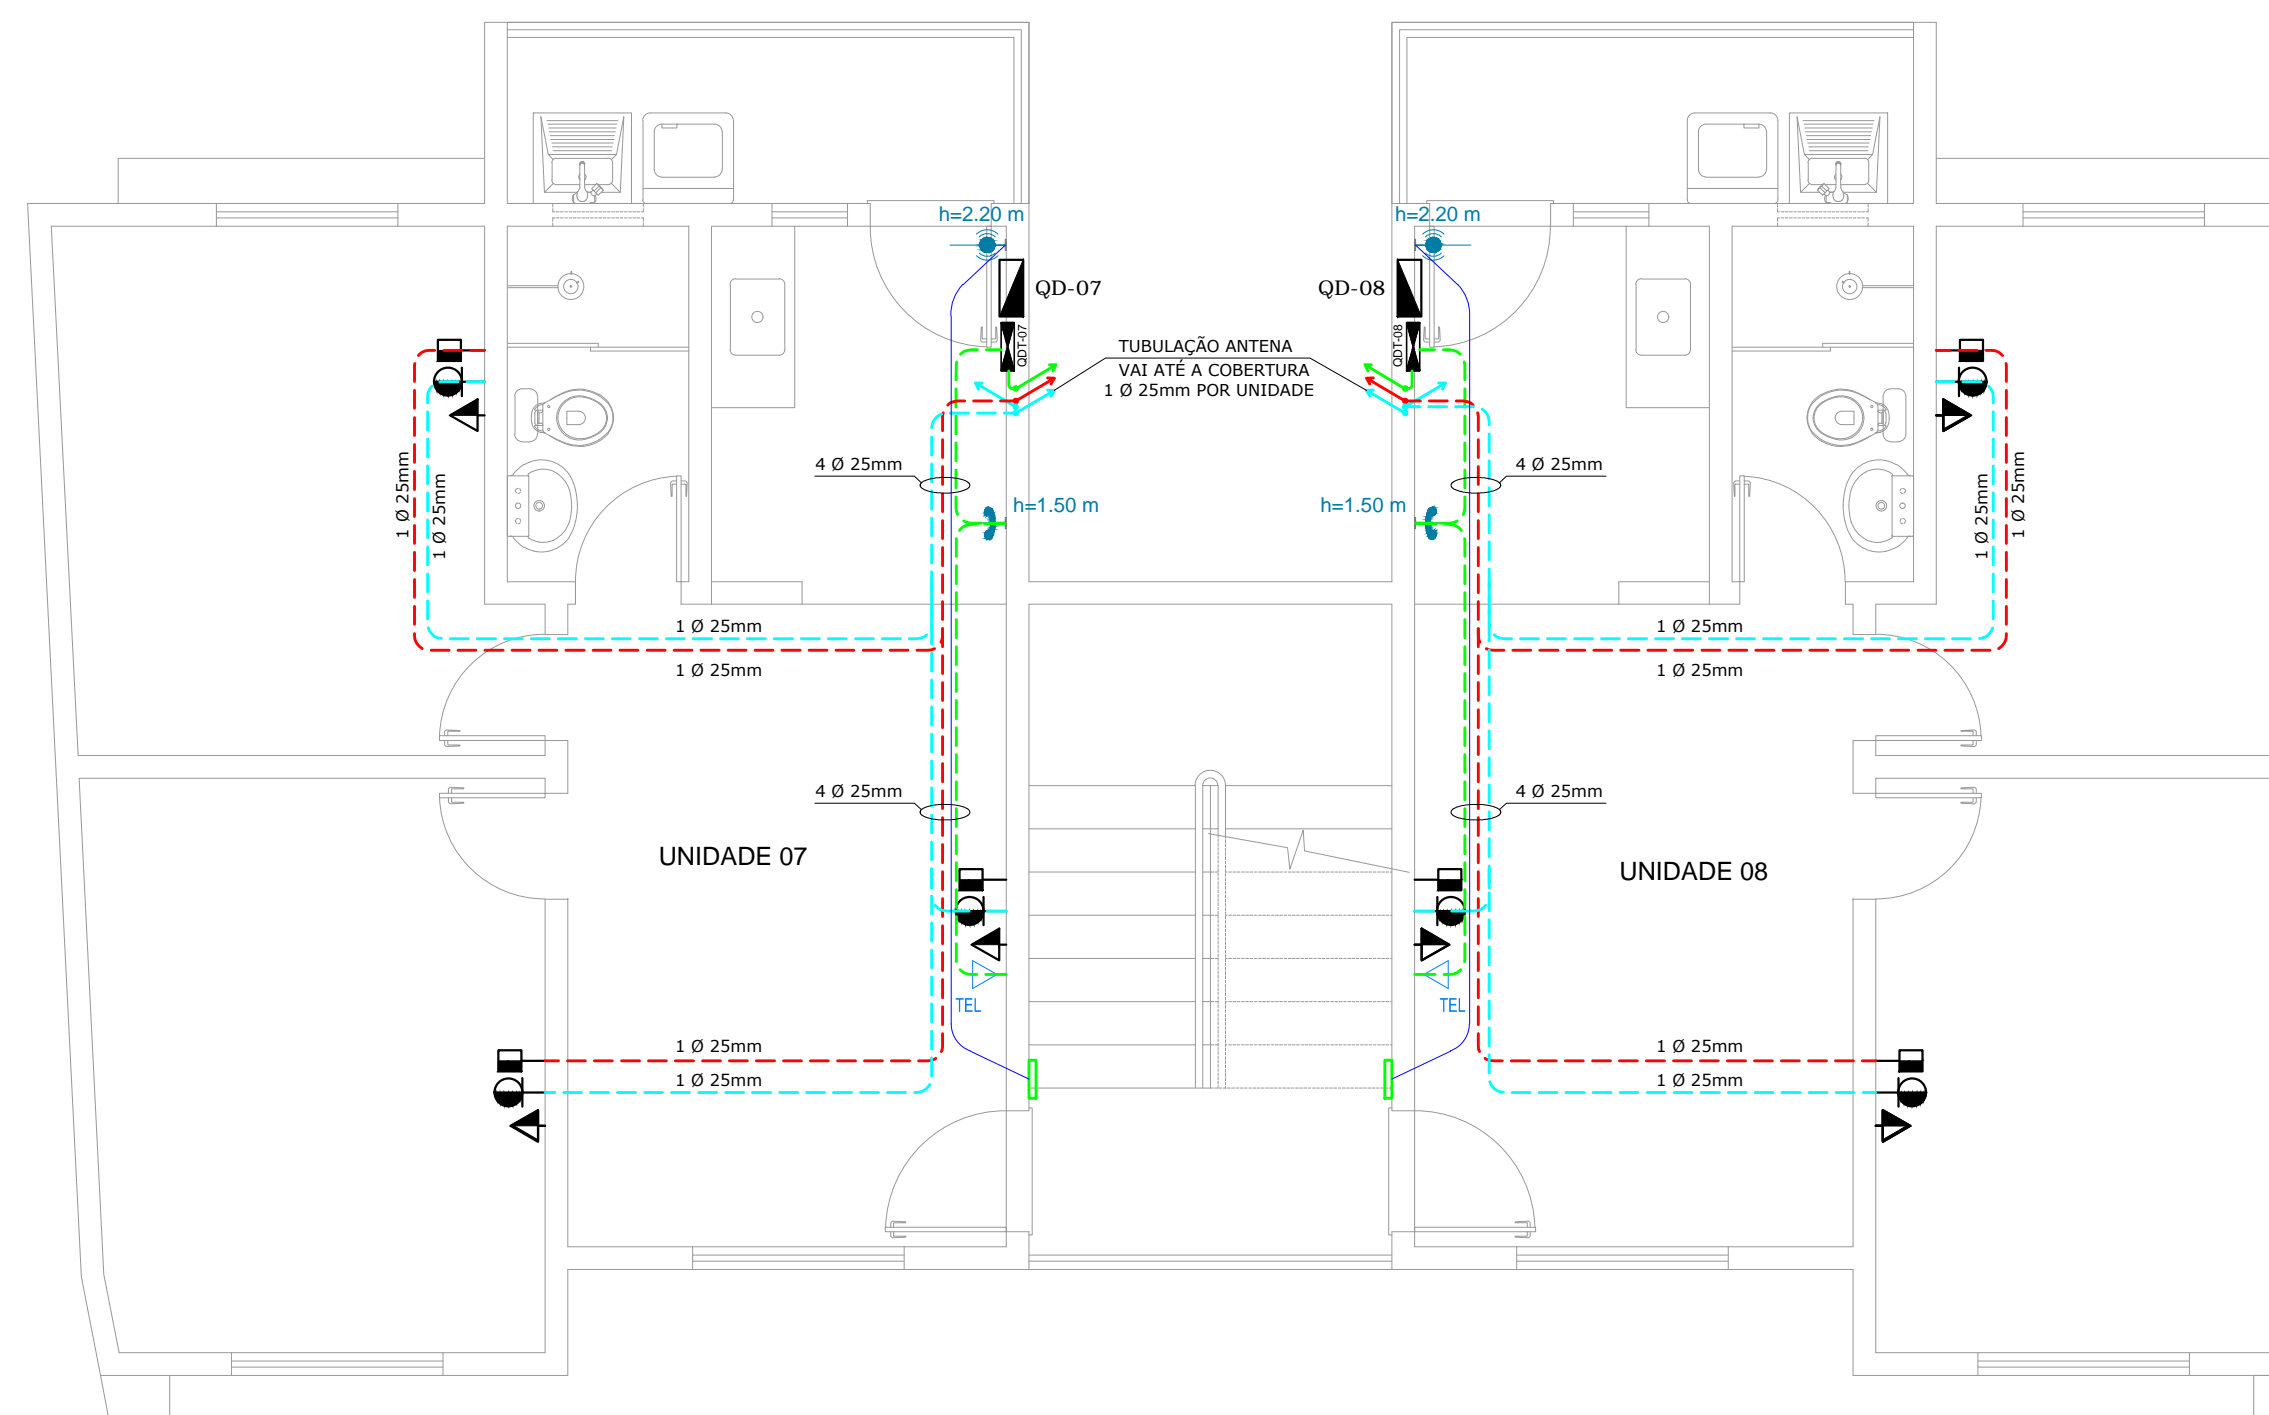 h=2.20 m
h=2.20 m
QD-07
QD-08
QDT-07
QDT-08
TUBULAÇÃO ANTENA
VAI ATÉ A COBERTURA
1 Ø 25mm POR UNIDADE
4 Ø 25mm
4 Ø 25mm
h=1.50 m
h=1.50 m
1 Ø 25mm
1 Ø 25mm
1 Ø 25mm
1 Ø 25mm
1 Ø 25mm
1 Ø 25mm
1 Ø 25mm
1 Ø 25mm
4 Ø 25mm
4 Ø 25mm
UNIDADE 07
UNIDADE 08
TEL
TEL
1 Ø 25mm
1 Ø 25mm
1 Ø 25mm
1 Ø 25mm